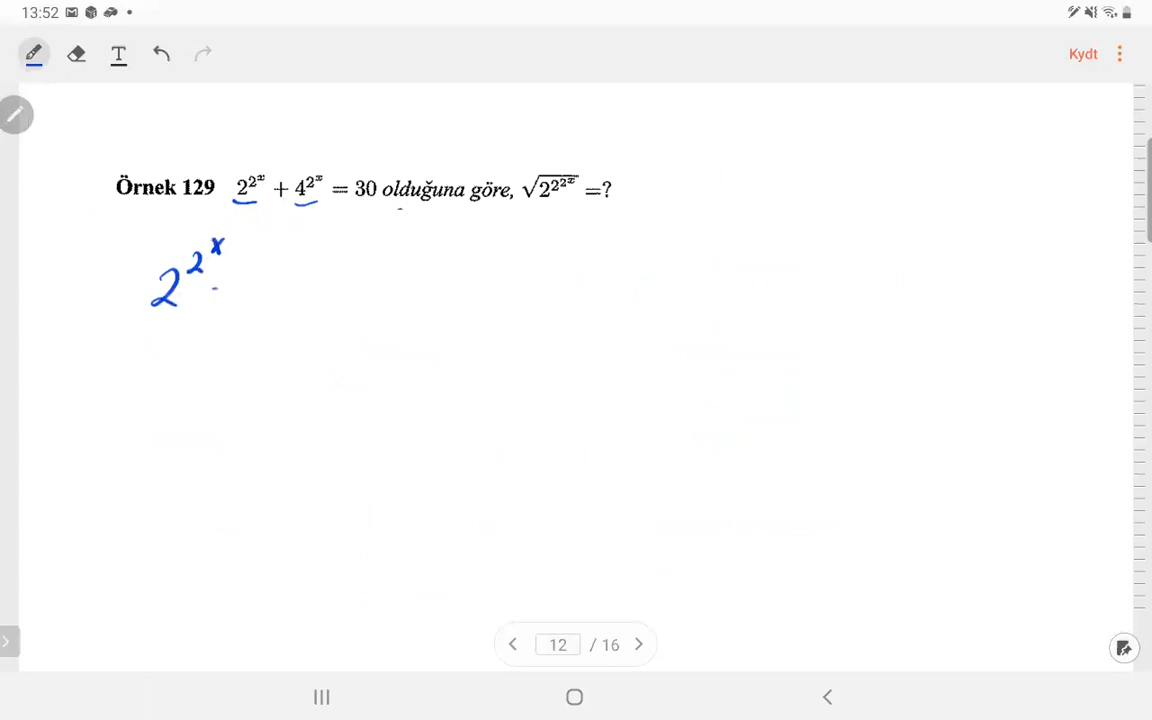 13:52
T
Kydt
Örnek 129 2^{2^x} + 4^{2^x} = 30 olduğuna göre, √(2^{2^{2^x}}) =?
2^{2^x}
12 / 16